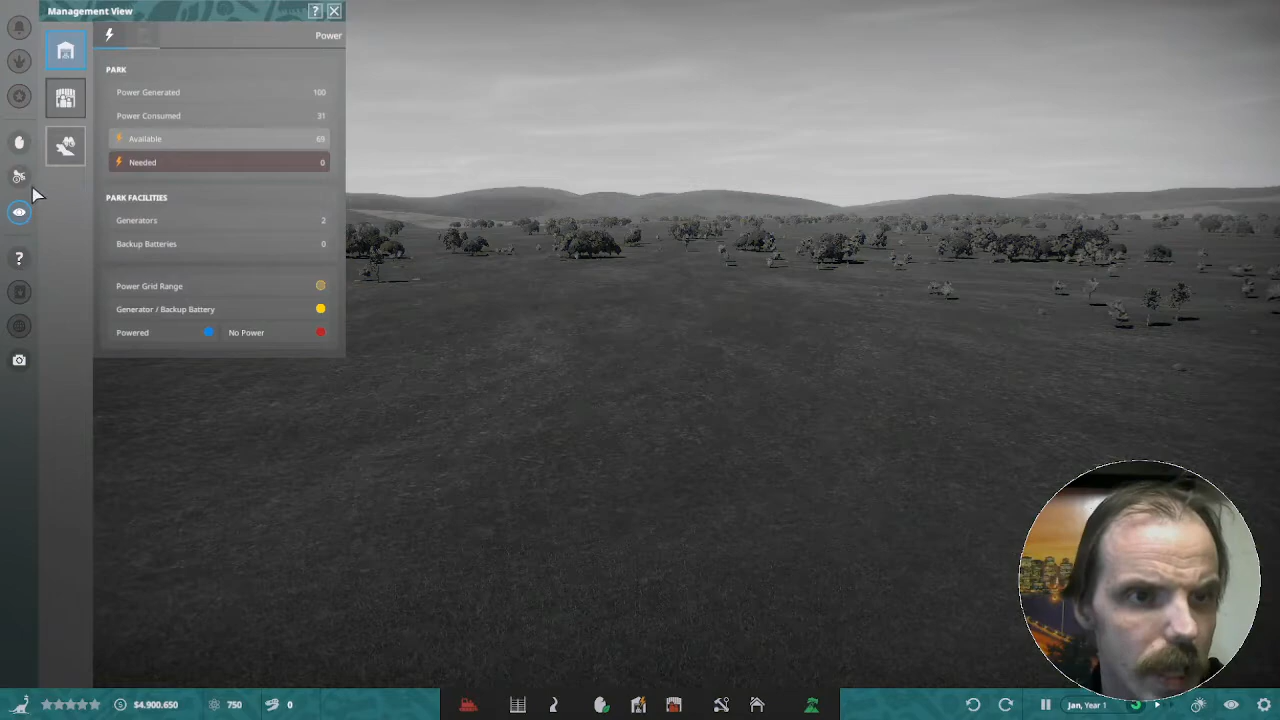 Management View
?
Power
PARK
Power Generated 100
Power Consumed 31
Available 69
Needed 0
PARK FACILITIES
Generators 2
Backup Batteries 0
Power Grid Range
Generator / Backup Battery
Powered No Power
?
$4.900.650 750 0 Jan, Year 1